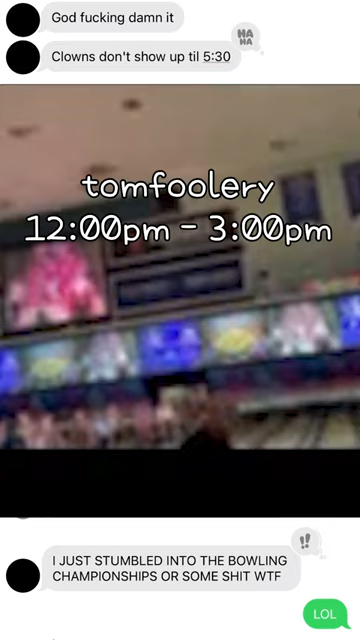 God fucking damn it
HA
HA
Clowns don't show up til 5:30
tomfoolery
12:00pm - 3:00pm
!!
I JUST STUMBLED INTO THE BOWLING
CHAMPIONSHIPS OR SOME SHIT WTF
LOL